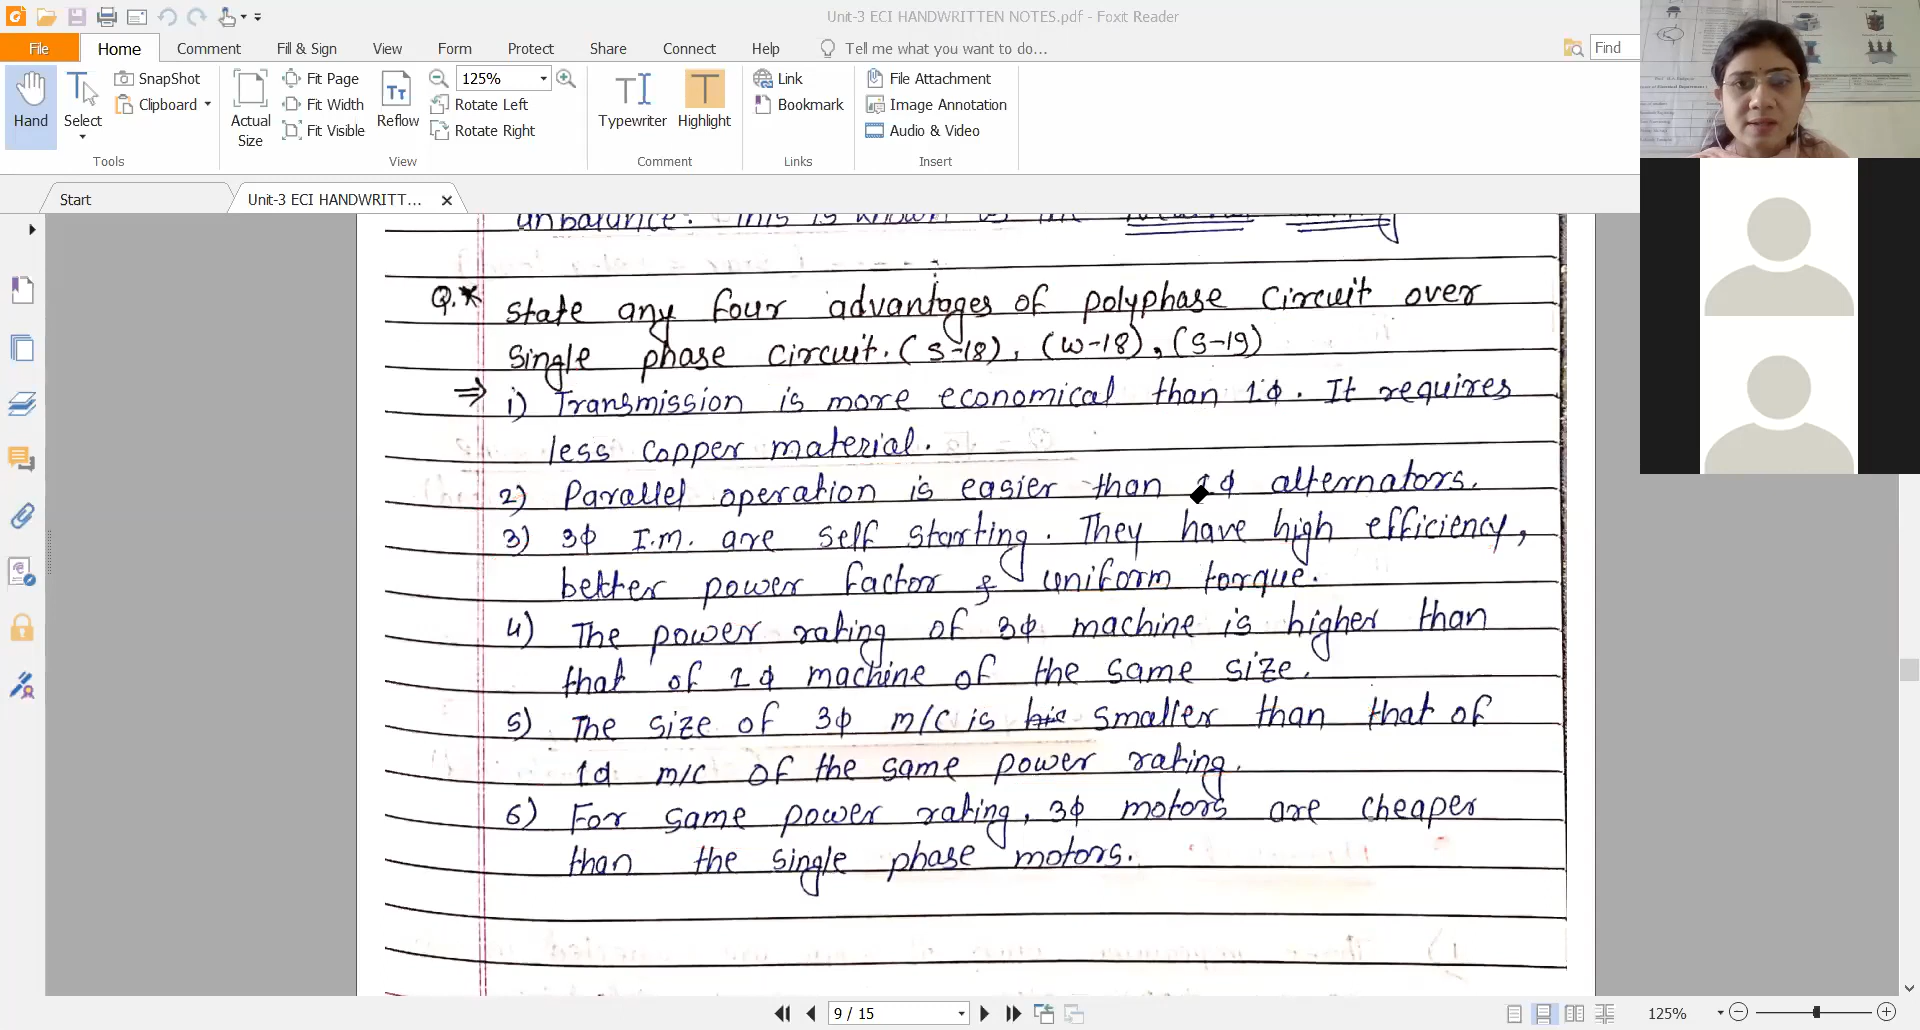 Unit-3 ECI HANDWRITTEN NOTES.pdf - Foxit Reader
File Home Comment Fill & Sign View Form Protect Share Connect Help Tell me what you want to do... Find
Hand
Select
SnapShot
Clipboard
Tools
Actual Size
Fit Page
Fit Width
Fit Visible
Reflow
125%
Rotate Left
Rotate Right
View
Typewriter
Highlight
Comment
Link
Bookmark
Links
File Attachment
Image Annotation
Audio & Video
Insert
Start
Unit-3 ECI HANDWRITT...
unbalance. This is known as
Q.* State any four advantages of polyphase circuit over
single phase circuit. (S-18), (W-18), (S-19)
⇒ i) Transmission is more economical than 1ϕ. It requires
less copper material.
2) Parallel operation is easier than 1ϕ alternators.
3) 3ϕ I.M. are self starting. They have high efficiency,
better power factor & uniform torque.
4) The power rating of 3ϕ machine is higher than
that of 1ϕ machine of the same size.
5) The size of 3ϕ m/c is smaller than that of
1ϕ m/c of the same power rating.
6) For same power rating, 3ϕ motors are cheaper
than the single phase motors.
9 / 15
125%